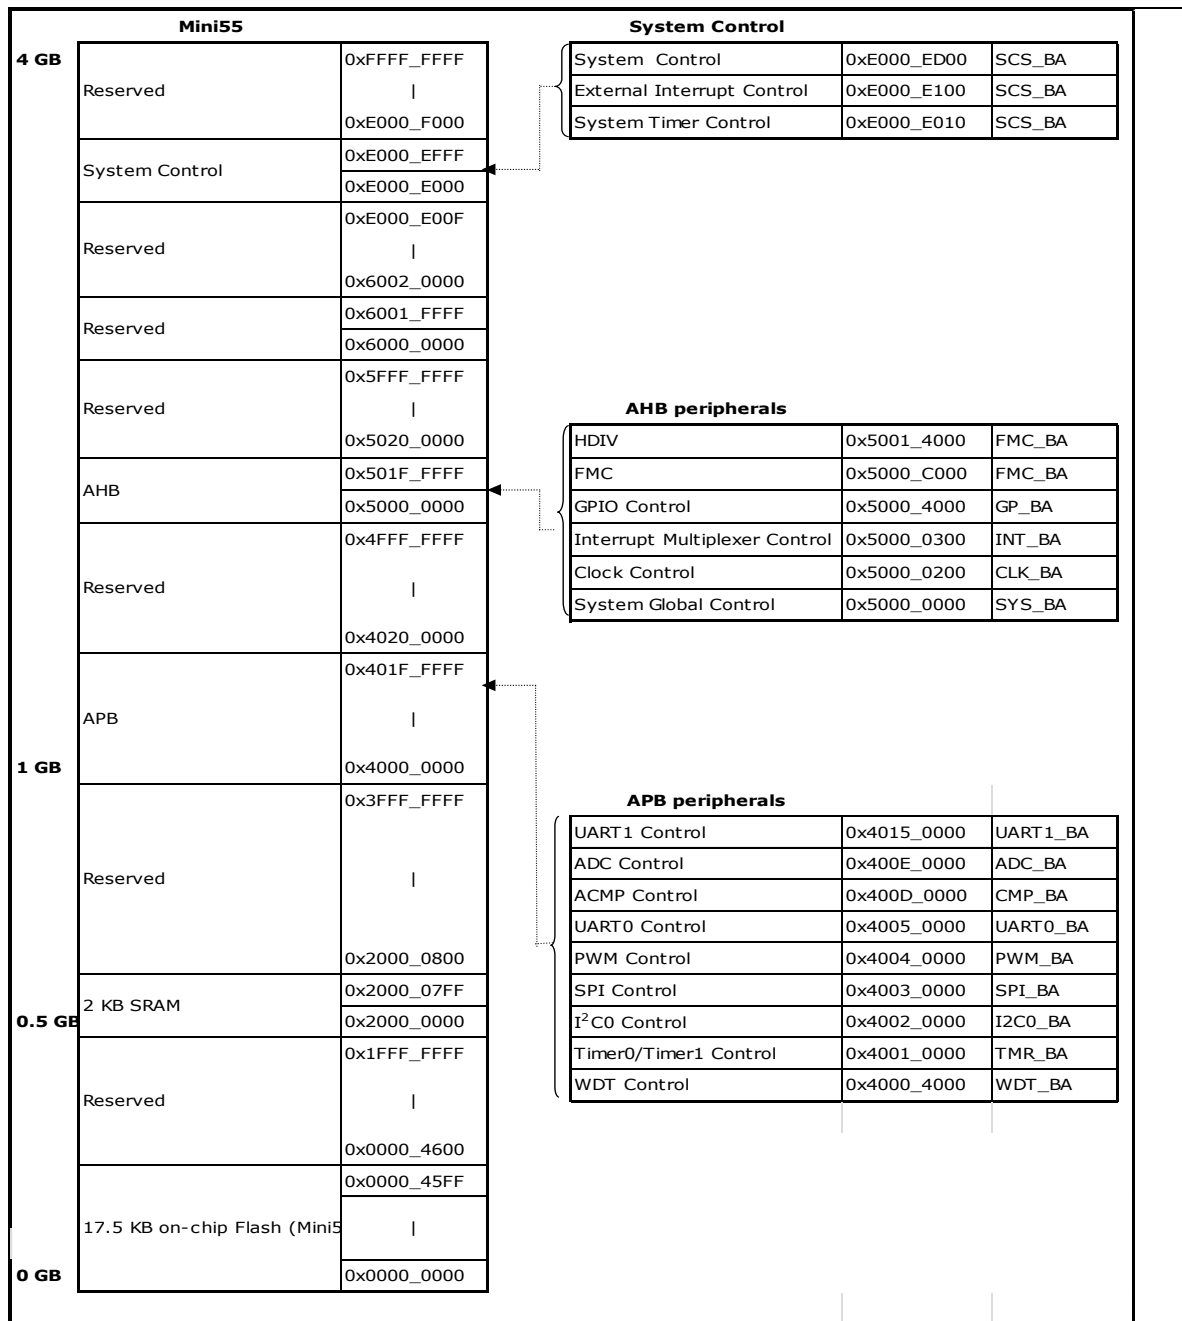 Mini55
System Control
4 GB
Reserved
0xFFFF_FFFF
|
0xE000_F000
System Control 0xE000_ED00 SCS_BA
External Interrupt Control 0xE000_E100 SCS_BA
System Timer Control 0xE000_E010 SCS_BA
System Control
0xE000_EFFF
0xE000_E000
Reserved
0xE000_E00F
|
0x6002_0000
Reserved
0x6001_FFFF
0x6000_0000
Reserved
0x5FFF_FFFF
|
0x5020_0000
AHB peripherals
HDIV 0x5001_4000 FMC_BA
FMC 0x5000_C000 FMC_BA
GPIO Control 0x5000_4000 GP_BA
Interrupt Multiplexer Control 0x5000_0300 INT_BA
Clock Control 0x5000_0200 CLK_BA
System Global Control 0x5000_0000 SYS_BA
AHB
0x501F_FFFF
0x5000_0000
Reserved
0x4FFF_FFFF
|
0x4020_0000
APB
0x401F_FFFF
|
1 GB
0x4000_0000
Reserved
0x3FFF_FFFF
|
0x2000_0800
APB peripherals
UART1 Control 0x4015_0000 UART1_BA
ADC Control 0x400E_0000 ADC_BA
ACMP Control 0x400D_0000 CMP_BA
UART0 Control 0x4005_0000 UART0_BA
PWM Control 0x4004_0000 PWM_BA
SPI Control 0x4003_0000 SPI_BA
I²C0 Control 0x4002_0000 I2C0_BA
Timer0/Timer1 Control 0x4001_0000 TMR_BA
WDT Control 0x4000_4000 WDT_BA
2 KB SRAM
0x2000_07FF
0.5 GB
0x2000_0000
Reserved
0x1FFF_FFFF
|
0x0000_4600
17.5 KB on-chip Flash (Mini5
0x0000_45FF
|
0 GB
0x0000_0000